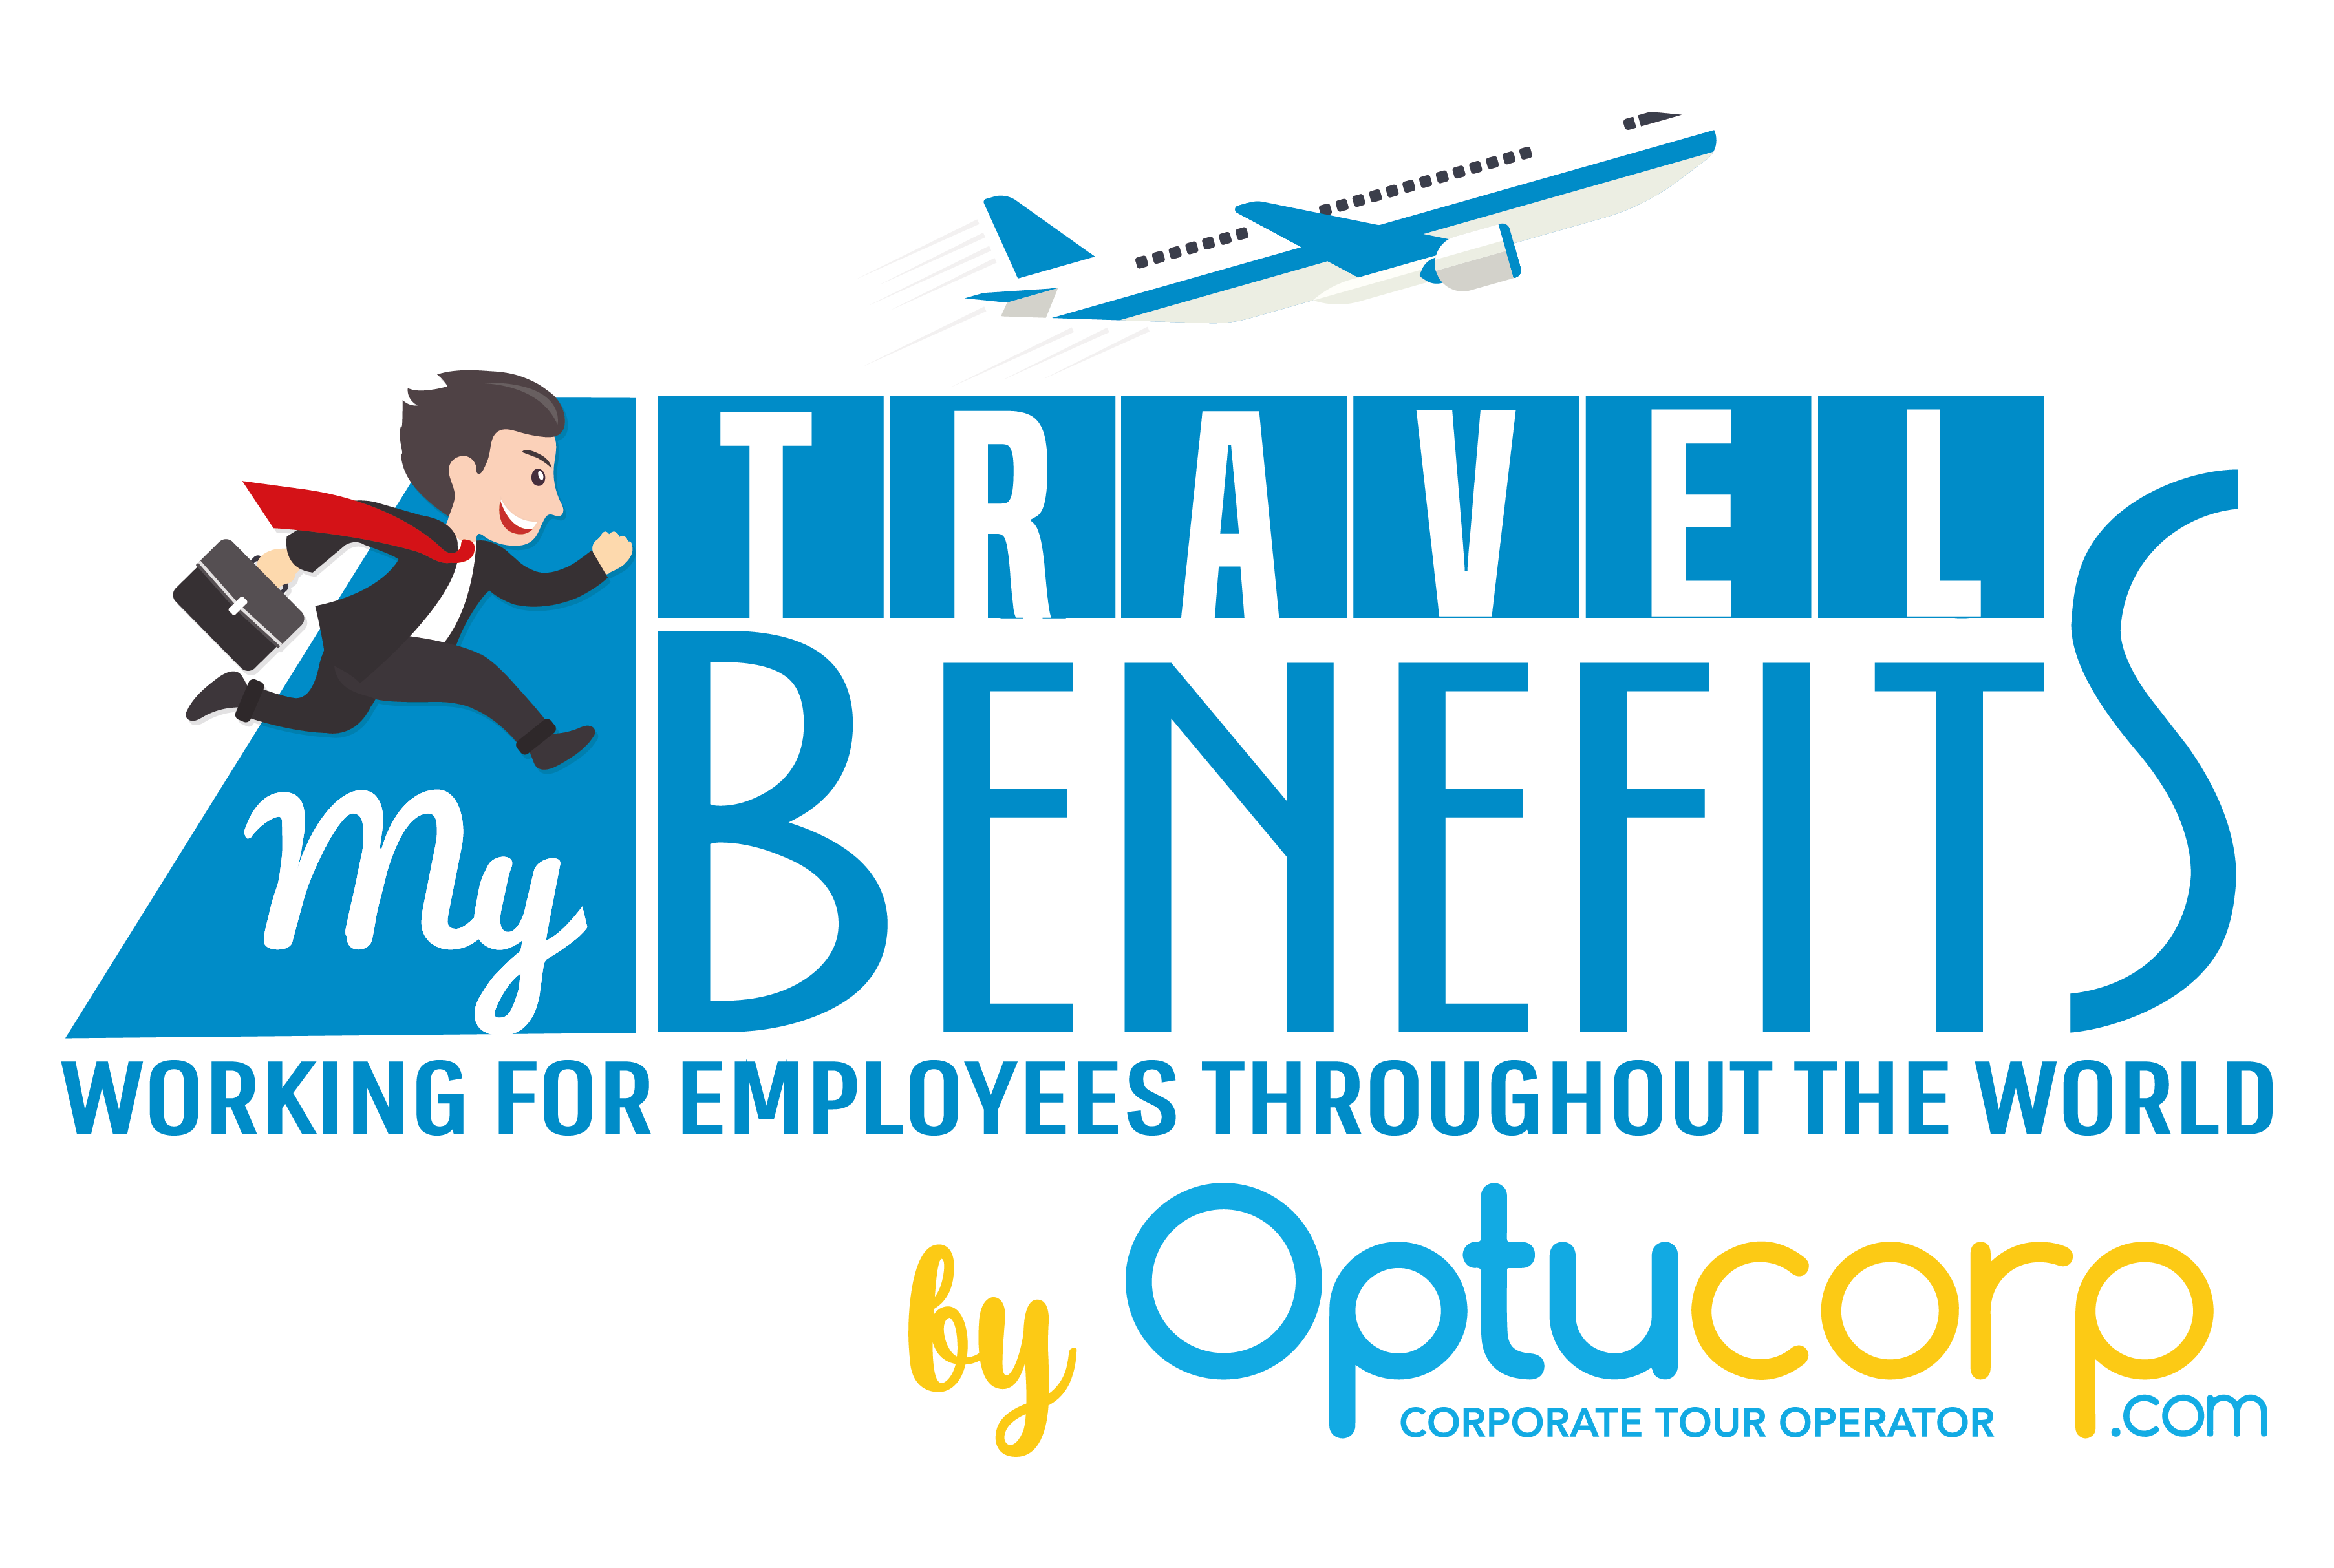 My TRAVEL
BENEFITS
WORKING FOR EMPLOYEES THROUGHOUT THE WORLD
by Optucorp.com
CORPORATE TOUR OPERATOR